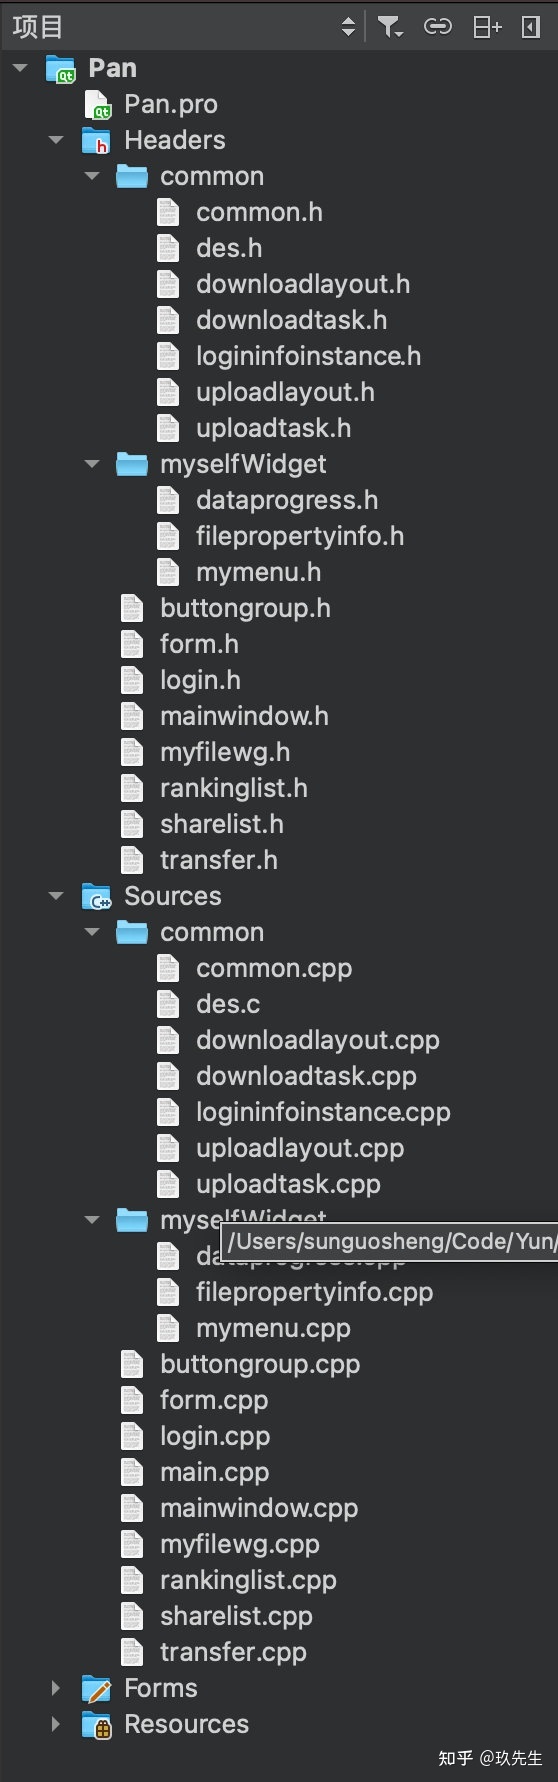 项目
Pan
Pan.pro
Headers
common
common.h
des.h
downloadlayout.h
downloadtask.h
logininfoinstance.h
uploadlayout.h
uploadtask.h
myselfWidget
dataprogress.h
filepropertyinfo.h
mymenu.h
buttongroup.h
form.h
login.h
mainwindow.h
myfilewg.h
rankinglist.h
sharelist.h
transfer.h
Sources
common
common.cpp
des.c
downloadlayout.cpp
downloadtask.cpp
logininfoinstance.cpp
uploadlayout.cpp
uploadtask.cpp
myselfWidget
/Users/sunguosheng/Code/Yun/
dataprogress.cpp
filepropertyinfo.cpp
mymenu.cpp
buttongroup.cpp
form.cpp
login.cpp
main.cpp
mainwindow.cpp
myfilewg.cpp
rankinglist.cpp
sharelist.cpp
transfer.cpp
Forms
Resources
知乎 @玖先生